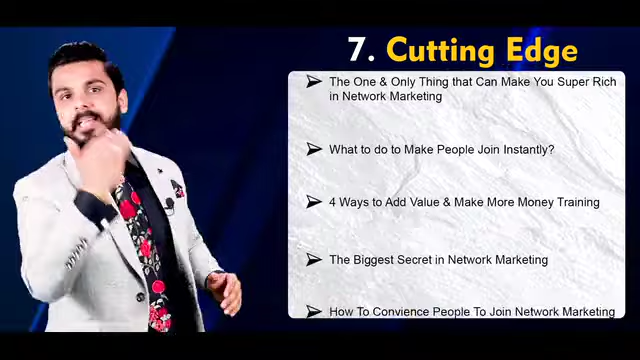 7. Cutting Edge
The One & Only Thing that Can Make You Super Rich
in Network Marketing
What to do to Make People Join Instantly?
4 Ways to Add Value & Make More Money Training
The Biggest Secret in Network Marketing
How To Convience People To Join Network Marketing